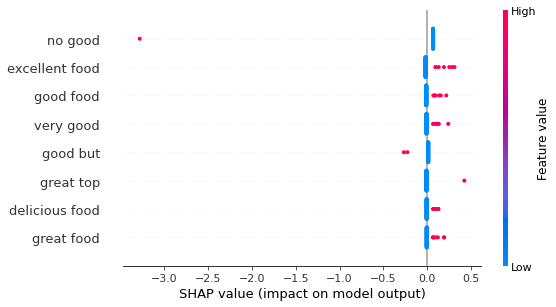 High
no good
excellent food
good food
very good
good but
great top
delicious food
great food
Feature value
Low
−3.0 −2.5 −2.0 −1.5 −1.0 −0.5 0.0 0.5
SHAP value (impact on model output)